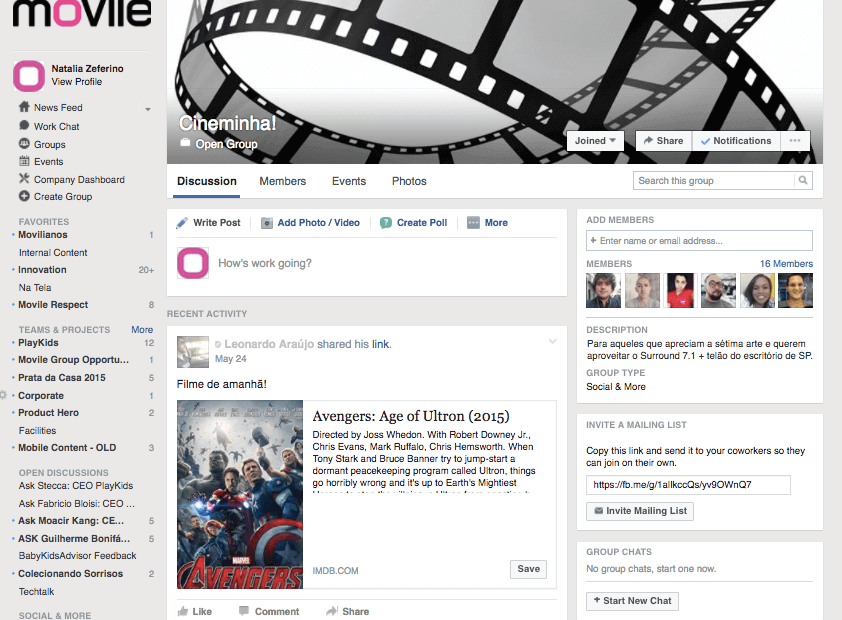 movile
Natalia Zeferino
View Profile
News Feed
Work Chat
Groups
Events
Company Dashboard
Create Group
FAVORITES
Movilianos 1
Internal Content
Innovation 20+
Na Tela
Movile Respect 8
TEAMS & PROJECTS More
PlayKids 12
Movile Group Opportu... 1
Prata da Casa 2015 5
Corporate 1
Product Hero 2
Facilities
Mobile Content - OLD 3
OPEN DISCUSSIONS
Ask Stecca: CEO PlayKids
Ask Fabricio Bloisi: CEO ...
Ask Moacir Kang: CE... 5
ASK Guilherme Bonifá... 5
BabyKidsAdvisor Feedback
Colecionando Sorrisos 2
Techtalk
SOCIAL & MORE
Cineminha!
Open Group
Joined
Share
Notifications
...
Discussion Members Events Photos
Search this group
Write Post Add Photo / Video Create Poll More
How's work going?
RECENT ACTIVITY
Leonardo Araújo shared his link.
May 24
Filme de amanhã!
MARVEL
AVENGERS
Avengers: Age of Ultron (2015)
Directed by Joss Whedon. With Robert Downey Jr.,
Chris Evans, Mark Ruffalo, Chris Hemsworth. When
Tony Stark and Bruce Banner try to jump-start a
dormant peacekeeping program called Ultron, things
go horribly wrong and it's up to Earth's Mightiest
IMDB.COM
Save
Like Comment Share
ADD MEMBERS
+ Enter name or email address...
MEMBERS 16 Members
DESCRIPTION
Para aqueles que apreciam a sétima arte e querem
aproveitar o Surround 7.1 + telão do escritório de SP.
GROUP TYPE
Social & More
INVITE A MAILING LIST
Copy this link and send it to your coworkers so they
can join on their own.
https://fb.me/g/1alIkccQs/yv9OWnQ7
Invite Mailing List
GROUP CHATS
No group chats, start one now.
+ Start New Chat